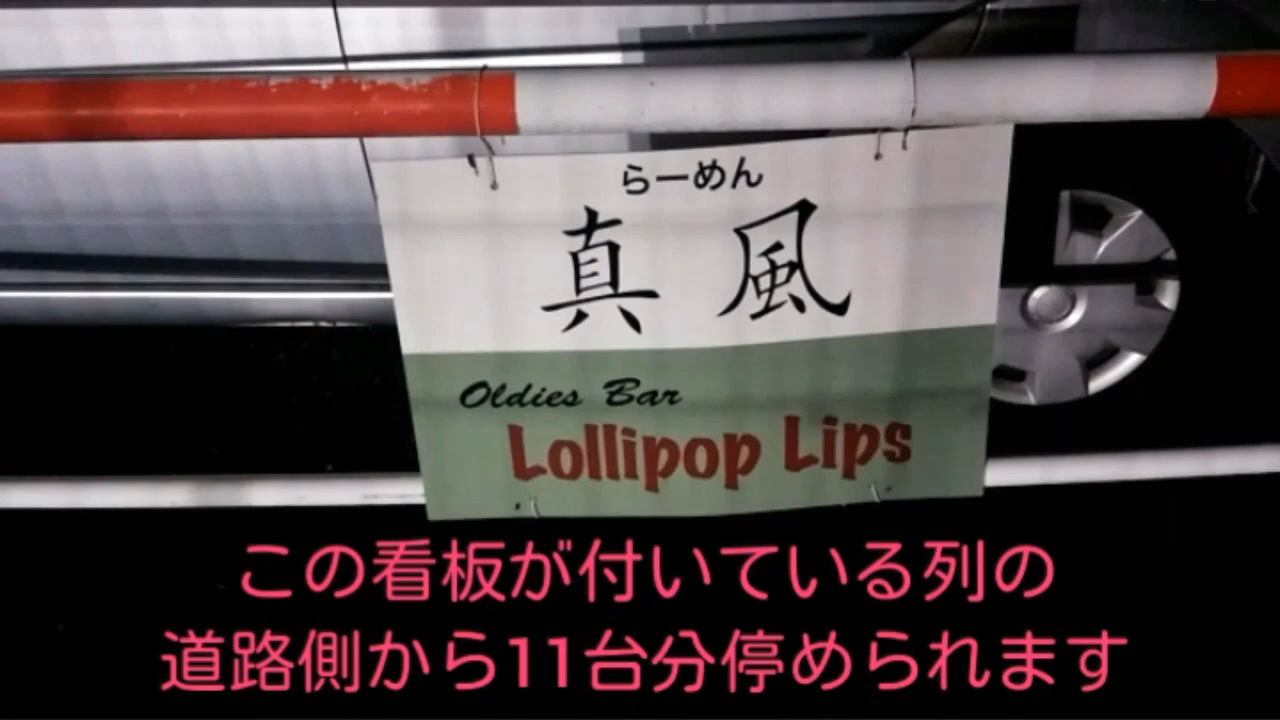 らーめん
真風
Oldies Bar
Lollipop Lips
この看板が付いている列の
道路側から11台分停められます